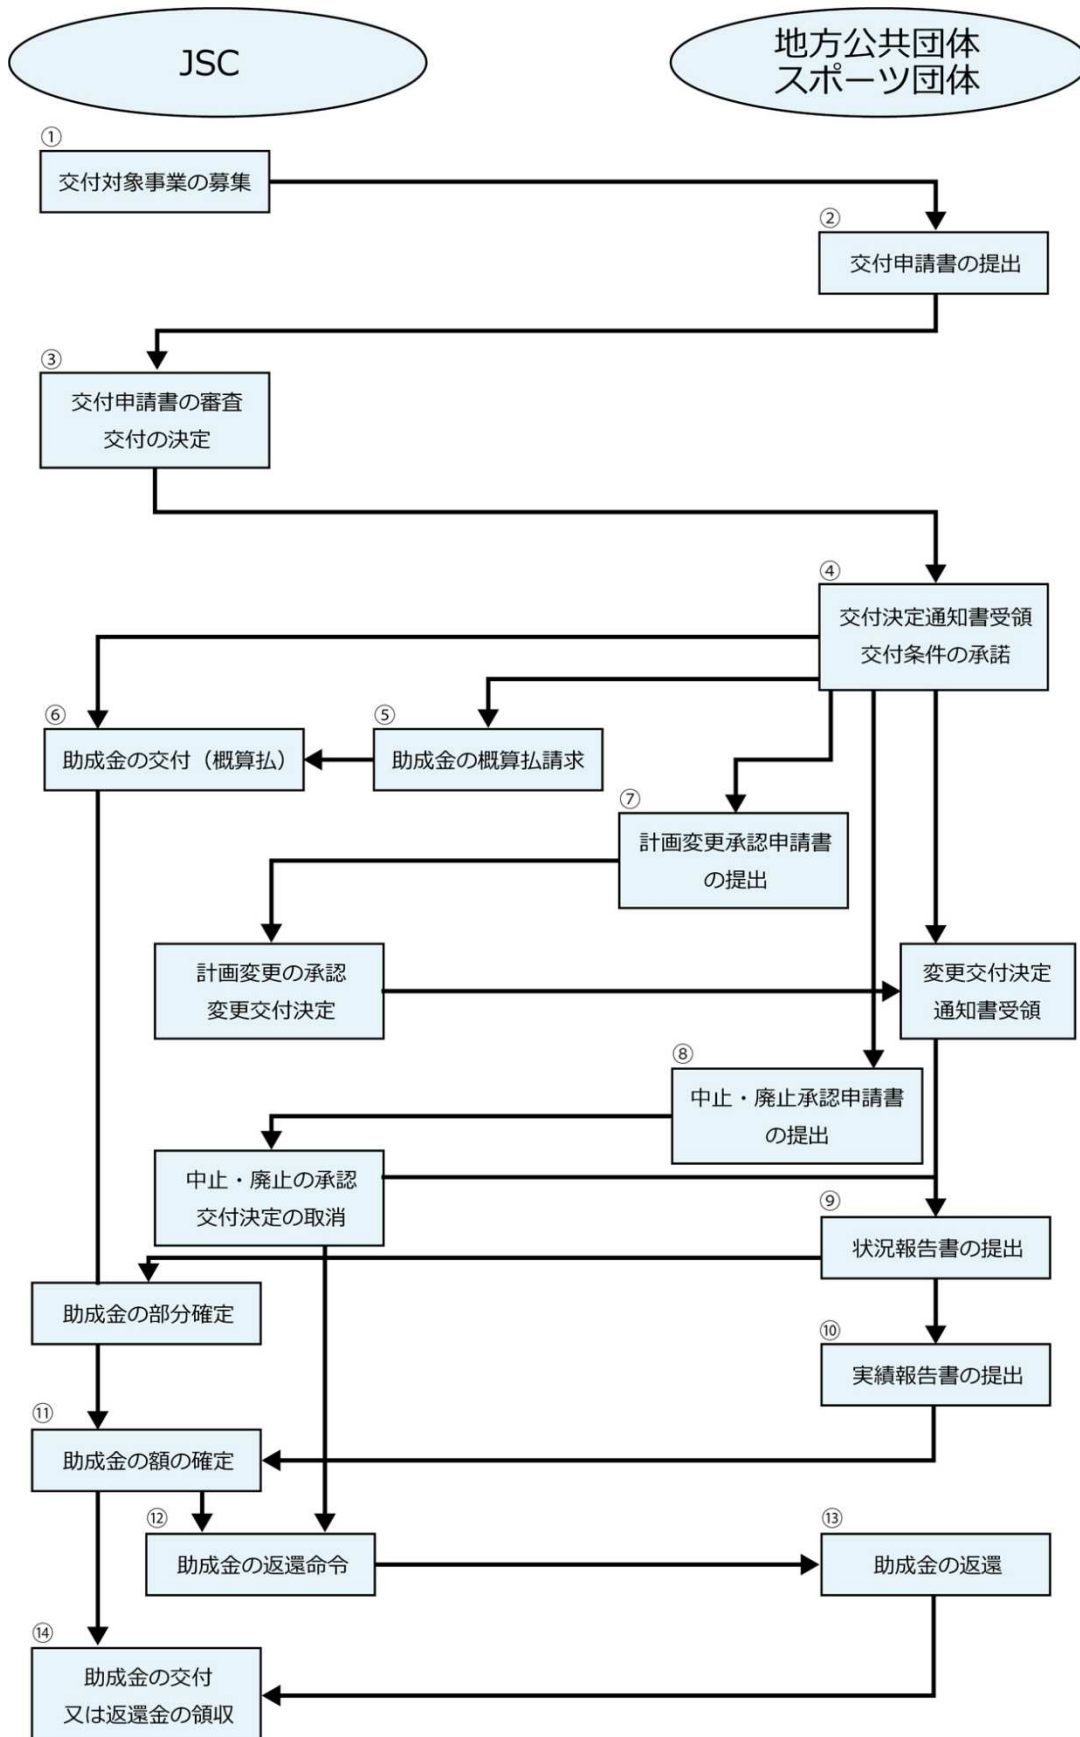 JSC
地方公共団体
スポーツ団体
①
交付対象事業の募集
②
交付申請書の提出
③
交付申請書の審査
交付の決定
④
交付決定通知書受領
交付条件の承諾
⑥
助成金の交付（概算払）
⑤
助成金の概算払請求
⑦
計画変更承認申請書
の提出
計画変更の承認
変更交付決定
変更交付決定
通知書受領
⑧
中止・廃止承認申請書
の提出
中止・廃止の承認
交付決定の取消
⑨
状況報告書の提出
助成金の部分確定
⑩
実績報告書の提出
⑪
助成金の額の確定
⑫
助成金の返還命令
⑬
助成金の返還
⑭
助成金の交付
又は返還金の領収